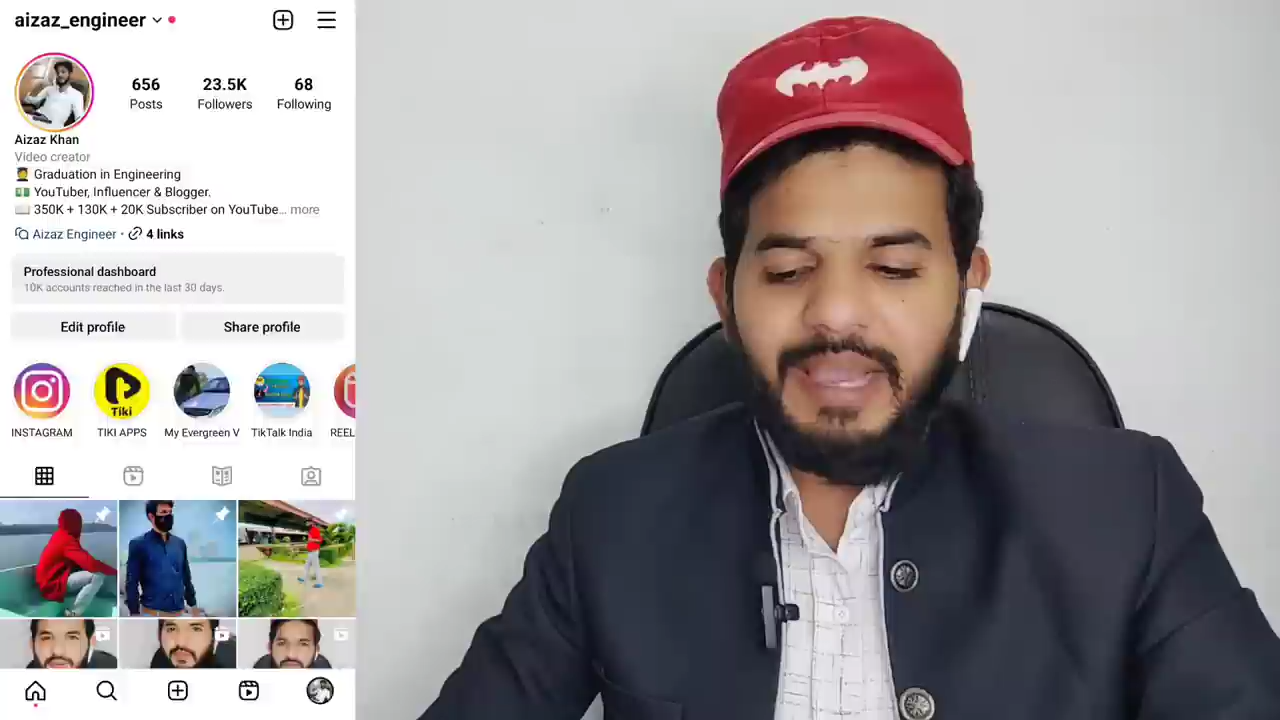 aizaz_engineer
656
23.5K
68
Posts
Followers
Following
Aizaz Khan
Video creator
Graduation in Engineering
YouTuber, Influencer & Blogger.
350K + 130K + 20K Subscriber on YouTube... more
Aizaz Engineer · 4 links
Professional dashboard
10K accounts reached in the last 30 days.
Edit profile
Share profile
Tiki
INSTAGRAM
TIKI APPS
My Evergreen V
TikTalk India
REEL